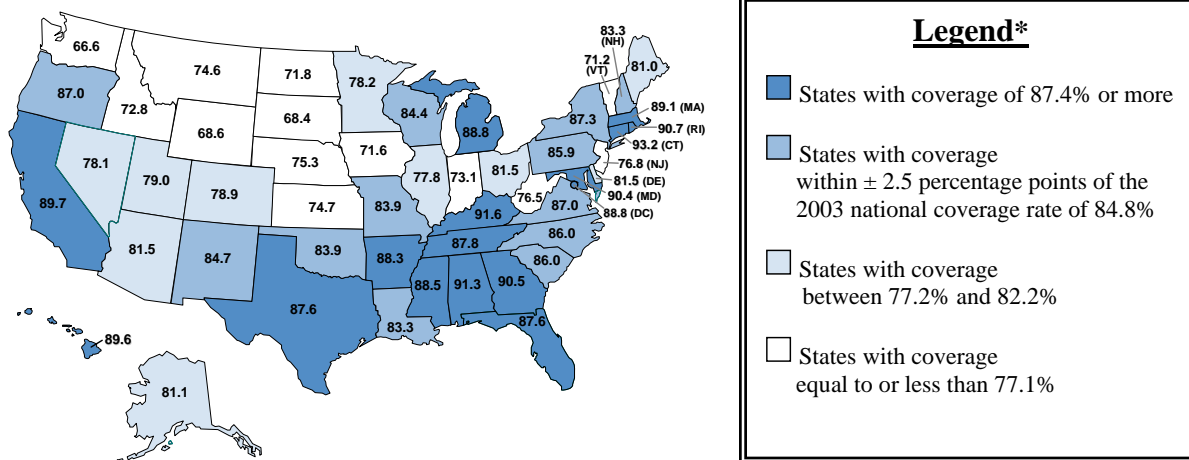 83.3
(NH)
71.2
(VT)
81.0
66.6
74.6
71.8
78.2
87.0
72.8
84.4
87.3
89.1 (MA)
68.6
68.4
88.8
90.7 (RI)
93.2 (CT)
85.9
71.6
78.1
75.3
76.8 (NJ)
79.0
78.9
77.8
73.1
81.5
81.5 (DE)
76.5
90.4 (MD)
89.7
74.7
83.9
91.6
87.0
88.8 (DC)
86.0
81.5
84.7
83.9
88.3
87.8
86.0
88.5
91.3
90.5
87.6
87.6
83.3
89.6
81.1
Legend*
States with coverage of 87.4% or more
States with coverage
within ± 2.5 percentage points of the
2003 national coverage rate of 84.8%
States with coverage
between 77.2% and 82.2%
States with coverage
equal to or less than 77.1%